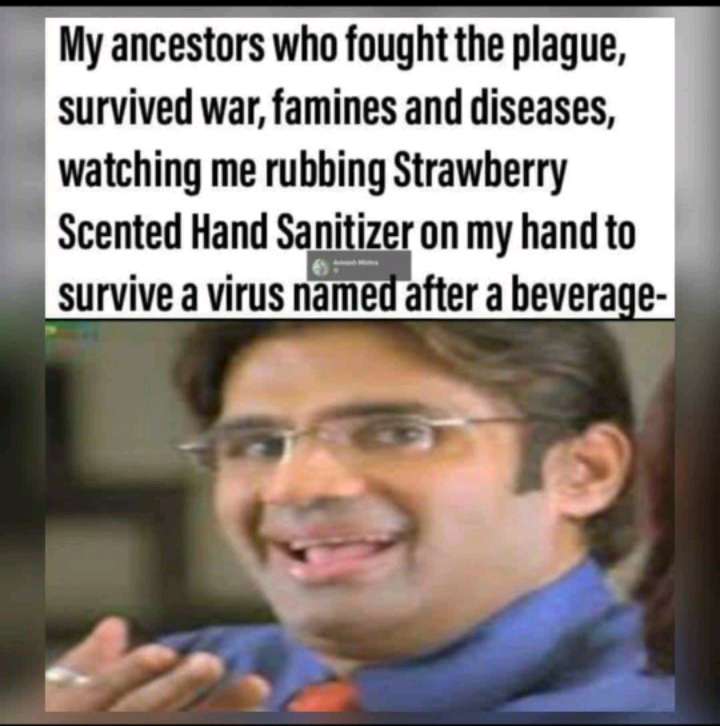 My ancestors who fought the plague,
survived war, famines and diseases,
watching me rubbing Strawberry
Scented Hand Sanitizer on my hand to
survive a virus named after a beverage-